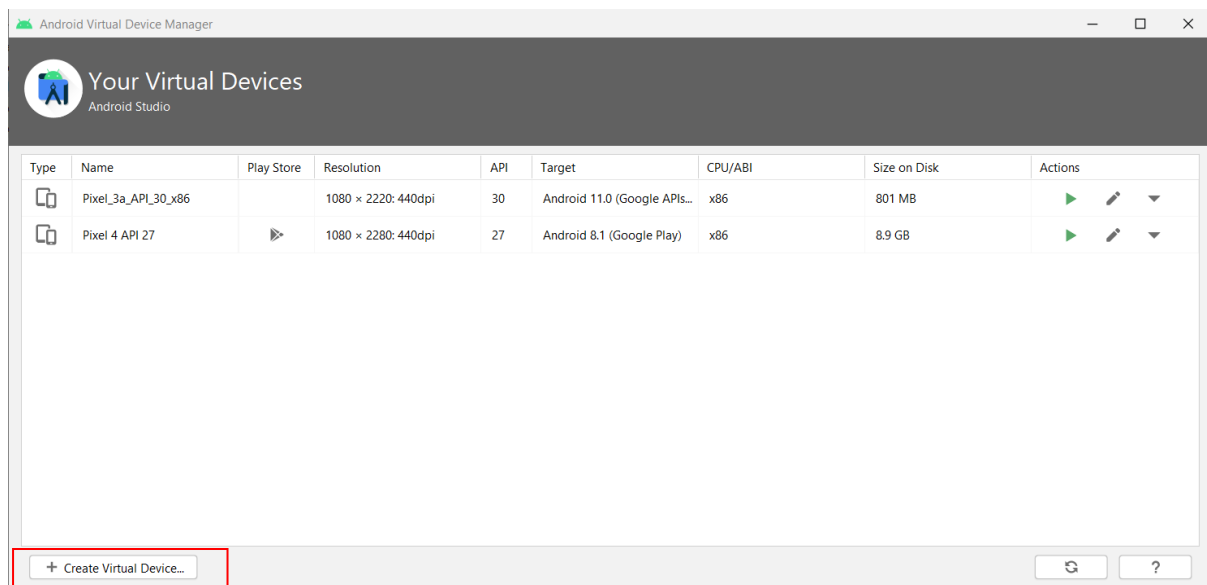 Android Virtual Device Manager
Your Virtual Devices
Android Studio
Type Name Play Store Resolution API Target CPU/ABI Size on Disk Actions
Pixel_3a_API_30_x86 1080 × 2220: 440dpi 30 Android 11.0 (Google APIs... x86 801 MB
Pixel 4 API 27 1080 × 2280: 440dpi 27 Android 8.1 (Google Play) x86 8.9 GB
+ Create Virtual Device... ?